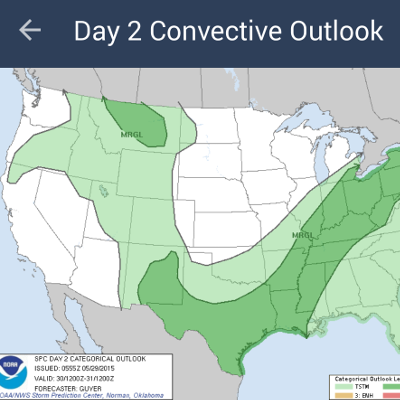 Day 2 Convective Outlook
MRGL
MRGL
NOAA
SPC DAY 2 CATEGORICAL OUTLOOK
ISSUED: 0555Z 05/29/2015
VALID: 30/1200Z-31/1200Z
FORECASTER: GUYER
NOAA/NWS Storm Prediction Center, Norman, Oklahoma
Categorical Outlook Le
TSTM
3: ENH